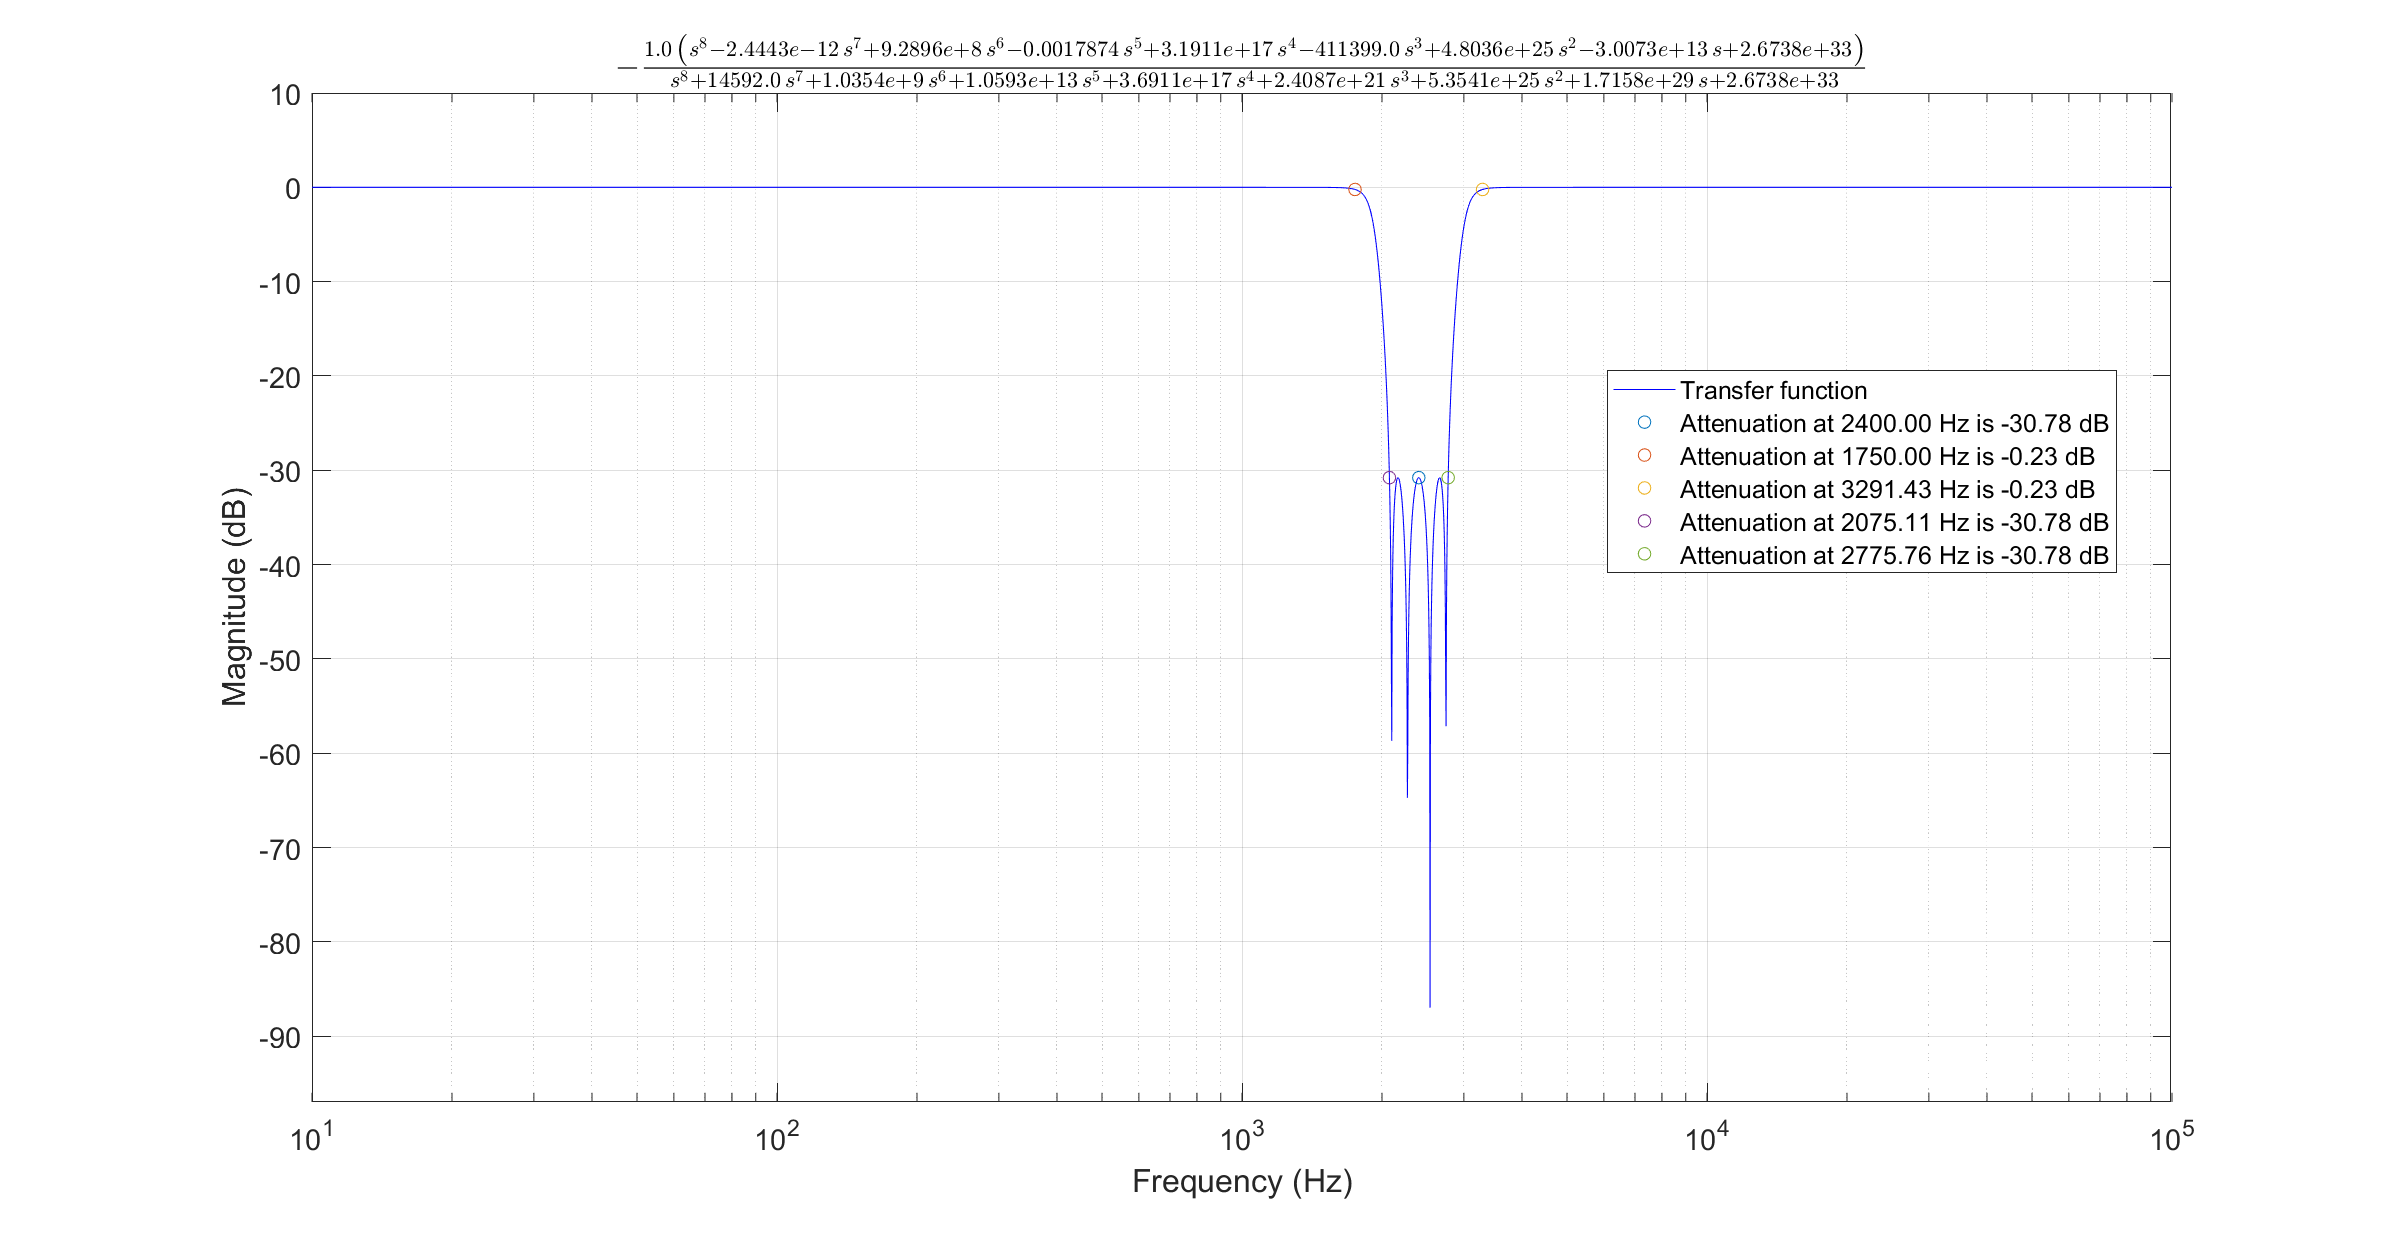 − 1.0 (s^8−2.4443e−12 s^7+9.2896e+8 s^6−0.0017874 s^5+3.1911e+17 s^4−411399.0 s^3+4.8036e+25 s^2−3.0073e+13 s+2.6738e+33)
s^8+14592.0 s^7+1.0354e+9 s^6+1.0593e+13 s^5+3.6911e+17 s^4+2.4087e+21 s^3+5.3541e+25 s^2+1.7158e+29 s+2.6738e+33
10
0
-10
-20
-30
-40
-50
-60
-70
-80
-90
Magnitude (dB)
Transfer function
Attenuation at 2400.00 Hz is -30.78 dB
Attenuation at 1750.00 Hz is -0.23 dB
Attenuation at 3291.43 Hz is -0.23 dB
Attenuation at 2075.11 Hz is -30.78 dB
Attenuation at 2775.76 Hz is -30.78 dB
10^1 10^2 10^3 10^4 10^5
Frequency (Hz)